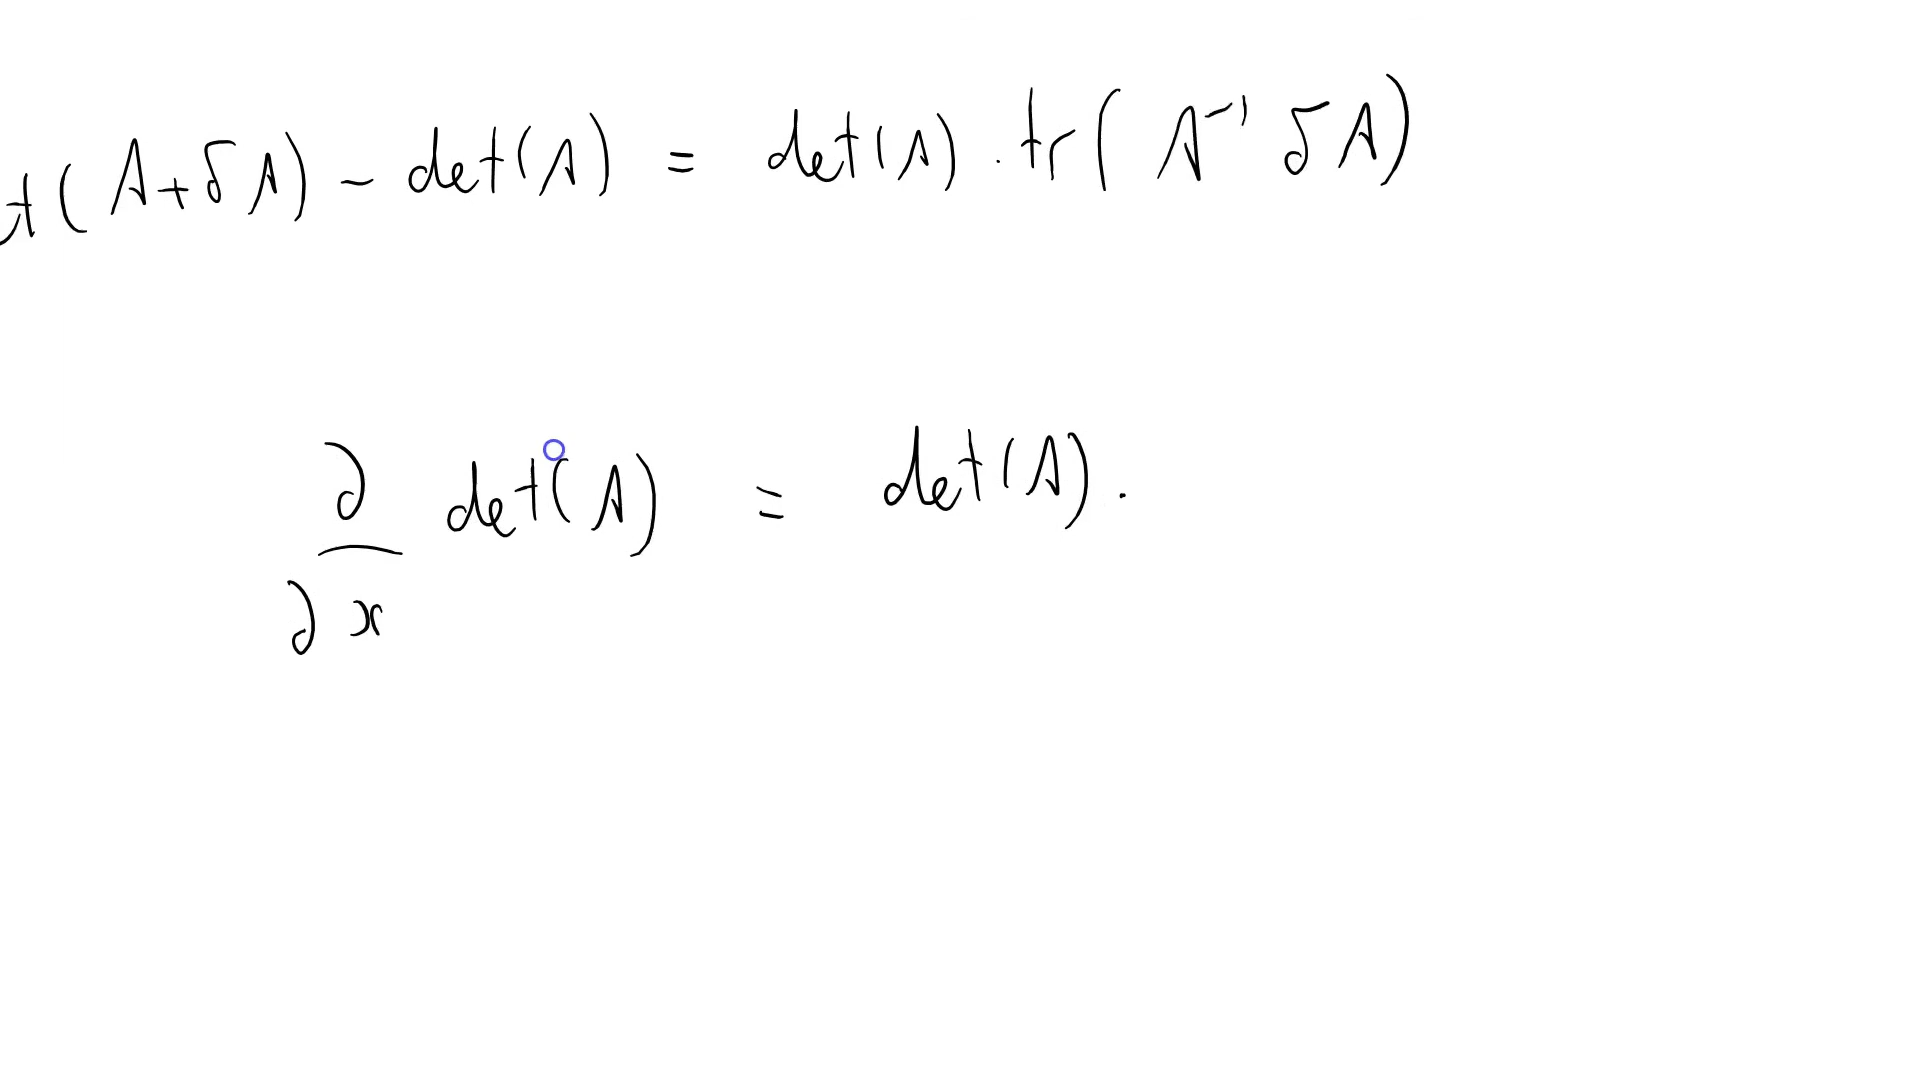 t(A+δA) - det(A) = det(A) . tr(A⁻¹ δA)
∂/∂x det(A) = det(A) .